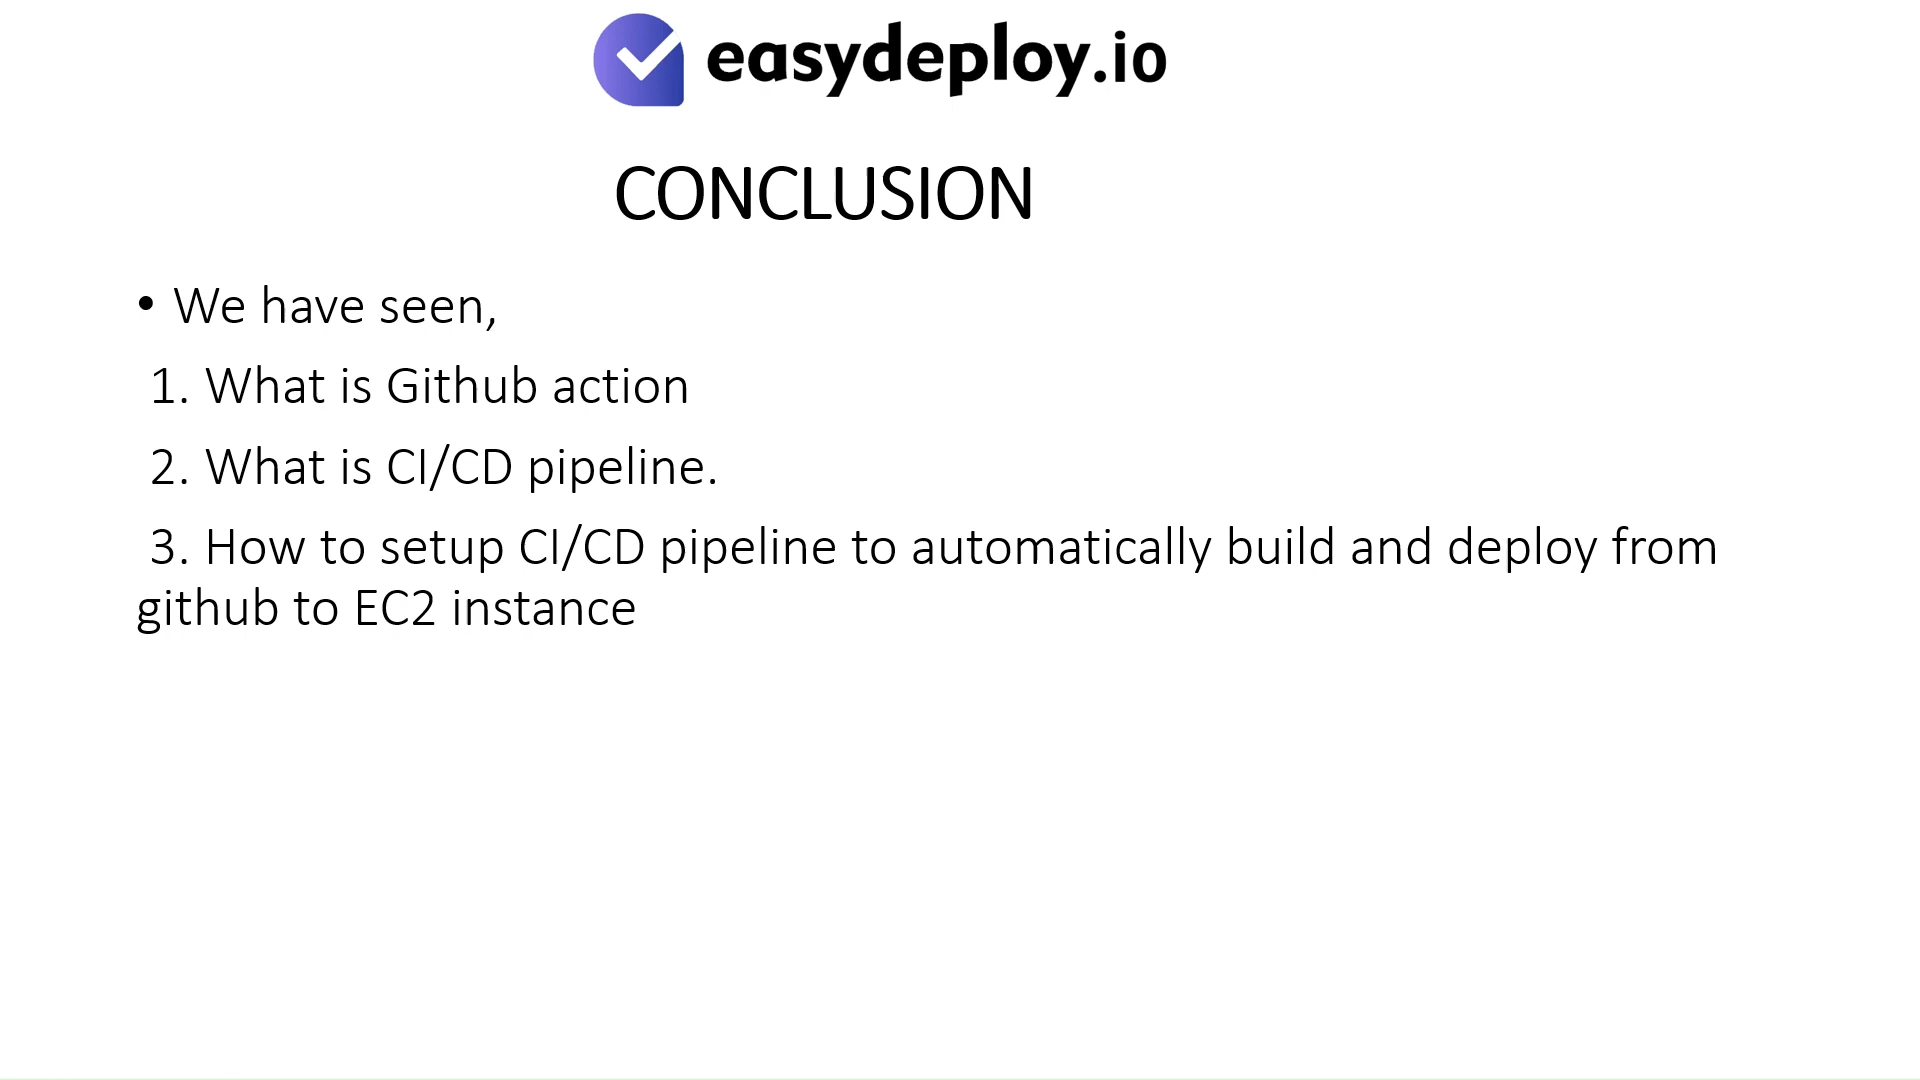 easydeploy.io
CONCLUSION
• We have seen,
1. What is Github action
2. What is CI/CD pipeline.
3. How to setup CI/CD pipeline to automatically build and deploy from
github to EC2 instance